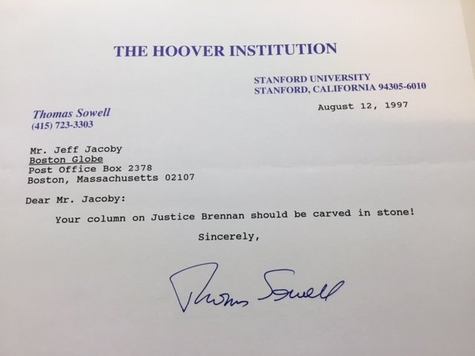 THE HOOVER INSTITUTION
STANFORD UNIVERSITY
STANFORD, CALIFORNIA 94305-6010
August 12, 1997
Thomas Sowell
(415) 723-3303
Mr. Jeff Jacoby
Boston Globe
Post Office Box 2378
Boston, Massachusetts 02107
Dear Mr. Jacoby:
Your column on Justice Brennan should be carved in stone!
Sincerely,
Thomas Sowell